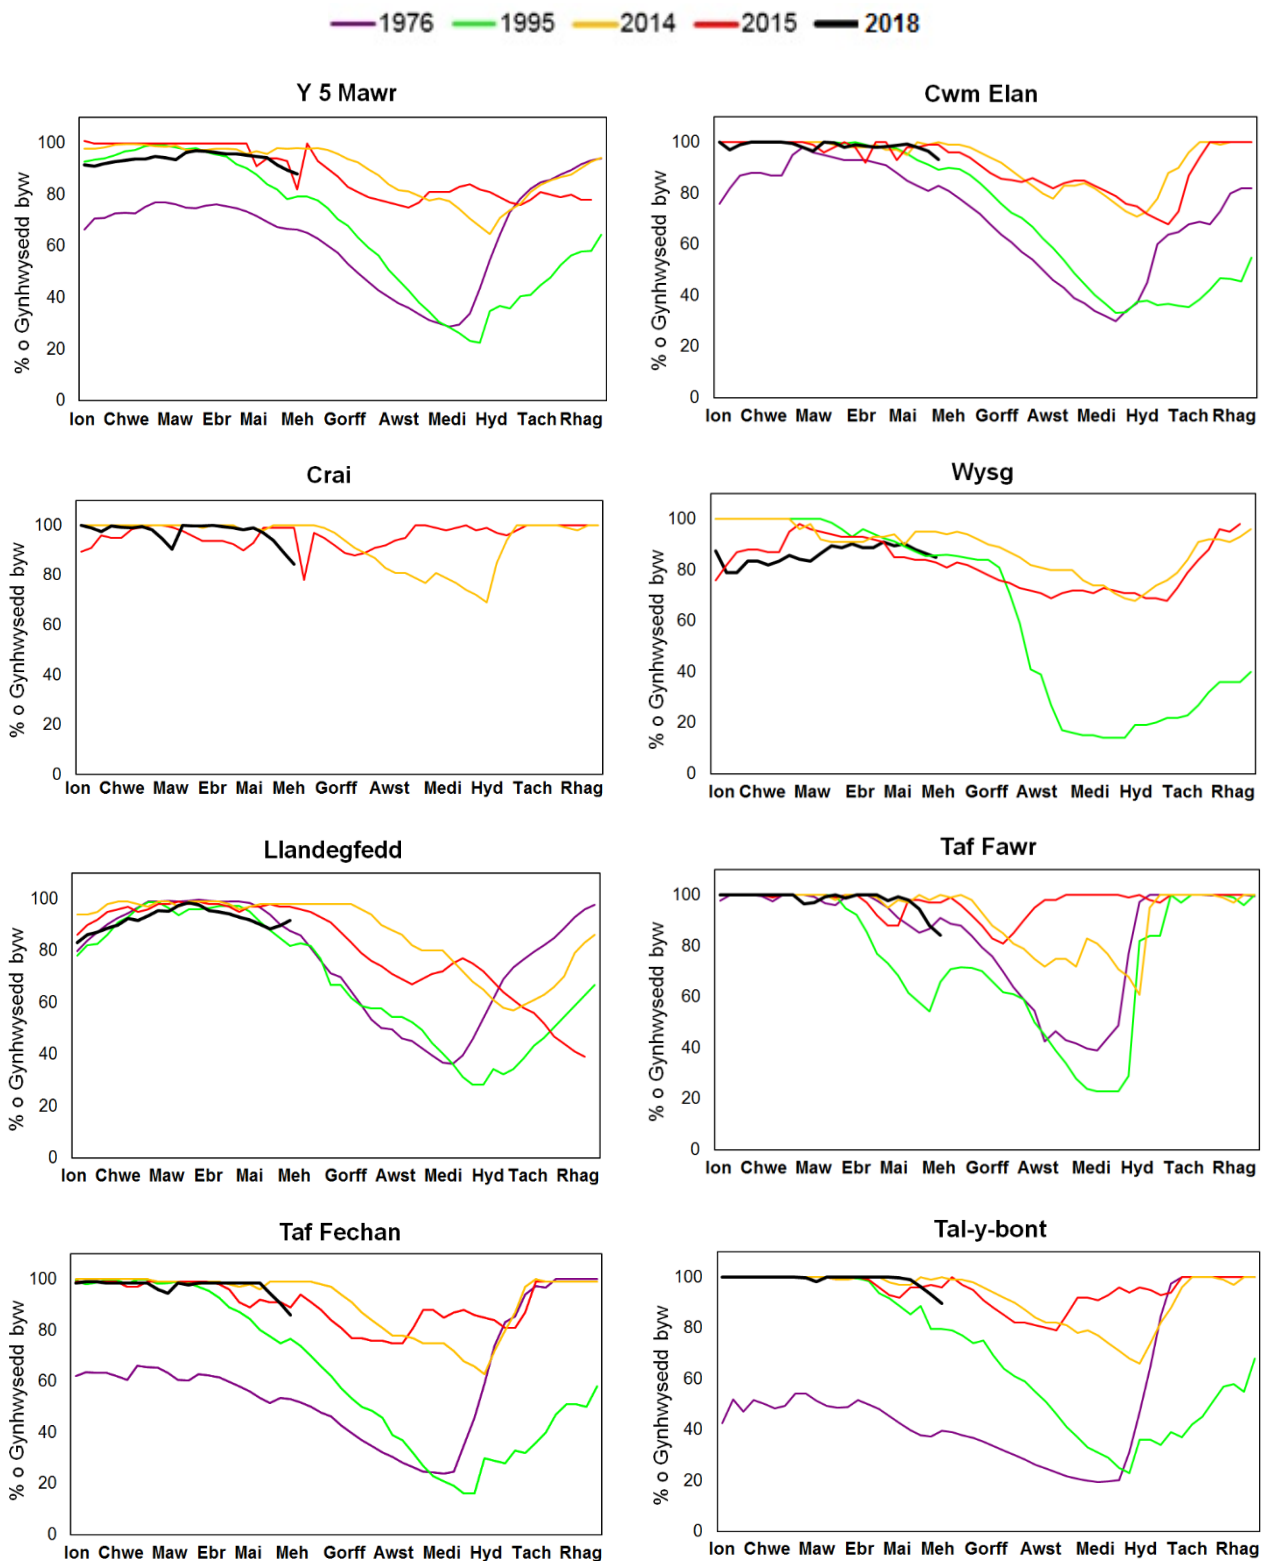 1976 1995 2014 2015 2018
Y 5 Mawr
% o Gynhwysedd byw
100
80
60
40
20
0
Ion Chwe Maw Ebr Mai Meh Gorff Awst Medi Hyd Tach Rhag
Cwm Elan
% o Gynhwysedd byw
100
80
60
40
20
0
Ion Chwe Maw Ebr Mai Meh Gorff Awst Medi Hyd Tach Rhag
Crai
% o Gynhwysedd byw
100
80
60
40
20
0
Ion Chwe Maw Ebr Mai Meh Gorff Awst Medi Hyd Tach Rhag
Wysg
% o Gynhwysedd byw
100
80
60
40
20
0
Ion Chwe Maw Ebr Mai Meh Gorff Awst Medi Hyd Tach Rhag
Llandegfedd
% o Gynhwysedd byw
100
80
60
40
20
0
Ion Chwe Maw Ebr Mai Meh Gorff Awst Medi Hyd Tach Rhag
Taf Fawr
% o Gynhwysedd byw
100
80
60
40
20
0
Ion Chwe Maw Ebr Mai Meh Gorff Awst Medi Hyd Tach Rhag
Taf Fechan
% o Gynhwysedd byw
100
80
60
40
20
0
Ion Chwe Maw Ebr Mai Meh Gorff Awst Medi Hyd Tach Rhag
Tal-y-bont
% o Gynhwysedd byw
100
80
60
40
20
0
Ion Chwe Maw Ebr Mai Meh Gorff Awst Medi Hyd Tach Rhag